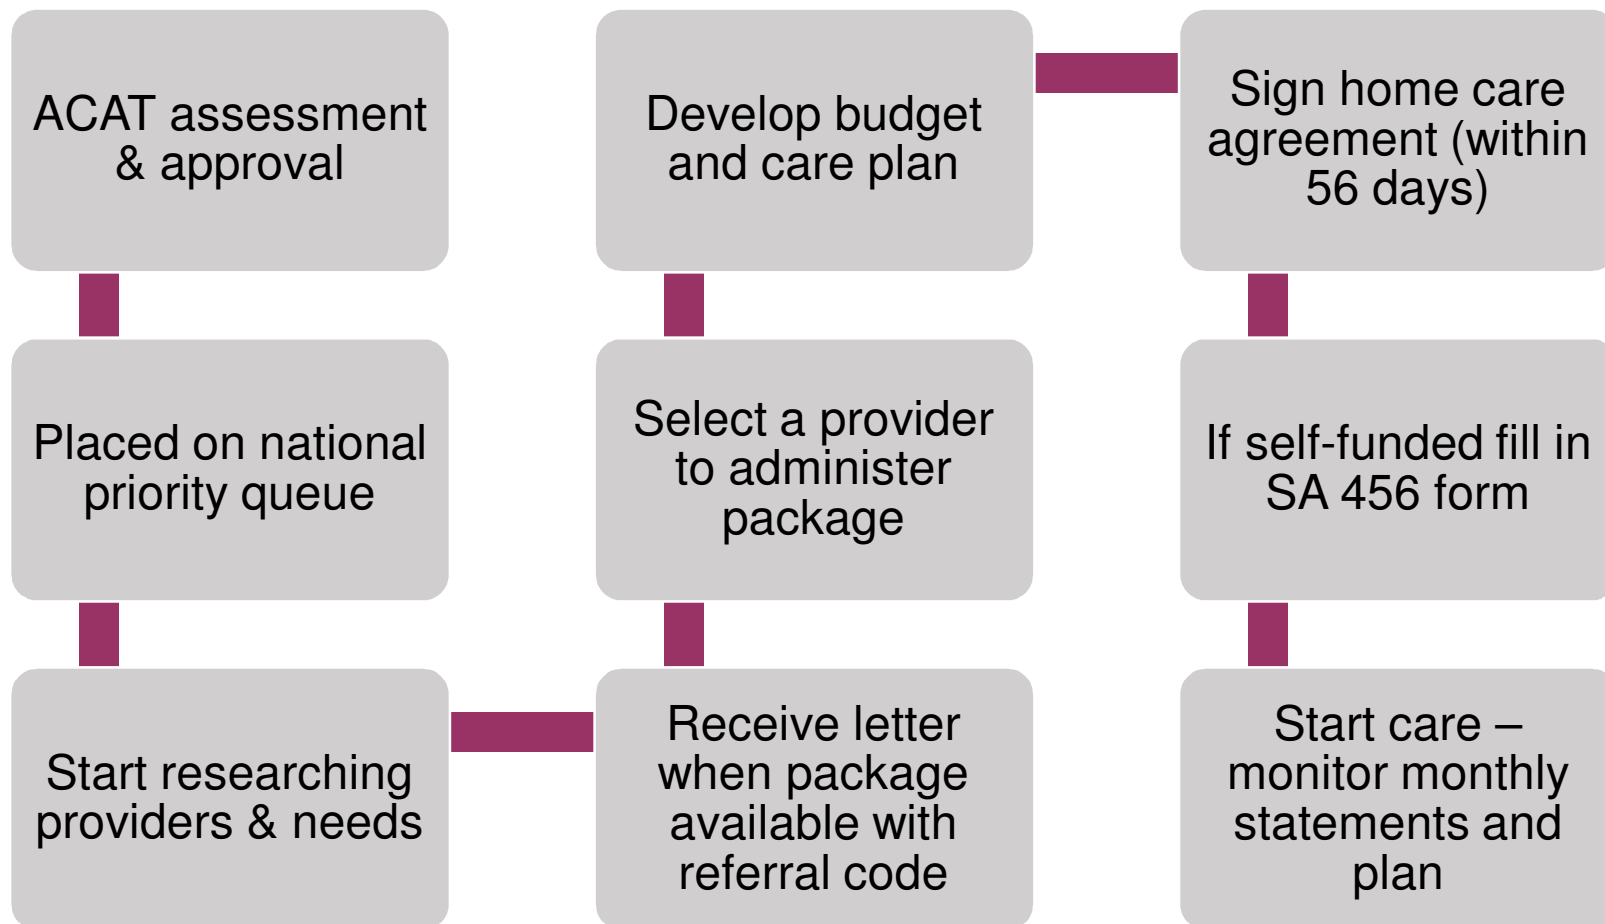 ACAT assessment
& approval
Placed on national
priority queue
Start researching
providers & needs
Receive letter
when package
available with
referral code
Select a provider
to administer
package
Develop budget
and care plan
Sign home care
agreement (within
56 days)
If self-funded fill in
SA 456 form
Start care –
monitor monthly
statements and
plan